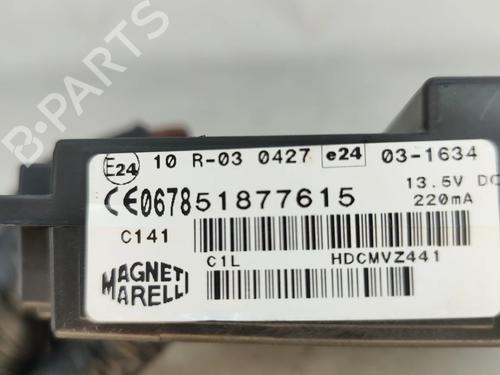 B-PARTS
E24 10 R-03 0427 e24 03-1634
CE0678 51877615 13.5V DC
220mA
C141
C1L HDCMVZ441
MAGNETI
MARELLI